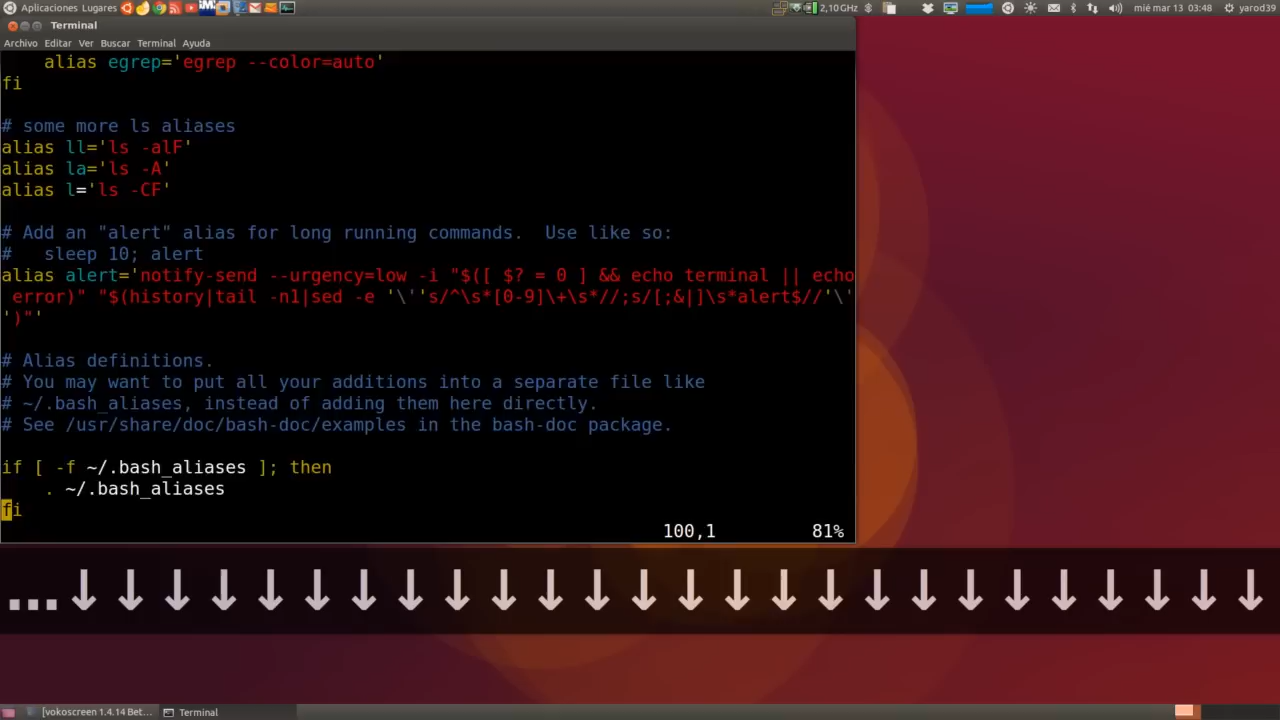 Aplicaciones Lugares
2,10GHz
mié mar 13 03:48
yarod39
Terminal
Archivo Editar Ver Buscar Terminal Ayuda
    alias egrep='egrep --color=auto'
fi
# some more ls aliases
alias ll='ls -alF'
alias la='ls -A'
alias l='ls -CF'
# Add an "alert" alias for long running commands.  Use like so:
#   sleep 10; alert
alias alert='notify-send --urgency=low -i "$([ $? = 0 ] && echo terminal || echo
 error)" "$(history|tail -n1|sed -e '\''s/^\s*[0-9]\+\s*//;s/[;&|]\s*alert$//'\'
')"'
# Alias definitions.
# You may want to put all your additions into a separate file like
# ~/.bash_aliases, instead of adding them here directly.
# See /usr/share/doc/bash-doc/examples in the bash-doc package.
if [ -f ~/.bash_aliases ]; then
    . ~/.bash_aliases
fi
100,1 81%
...↓↓↓↓↓↓↓↓↓↓↓↓↓↓↓↓↓↓↓↓↓↓↓↓↓↓
[vokoscreen 1.4.14 Bet... Terminal